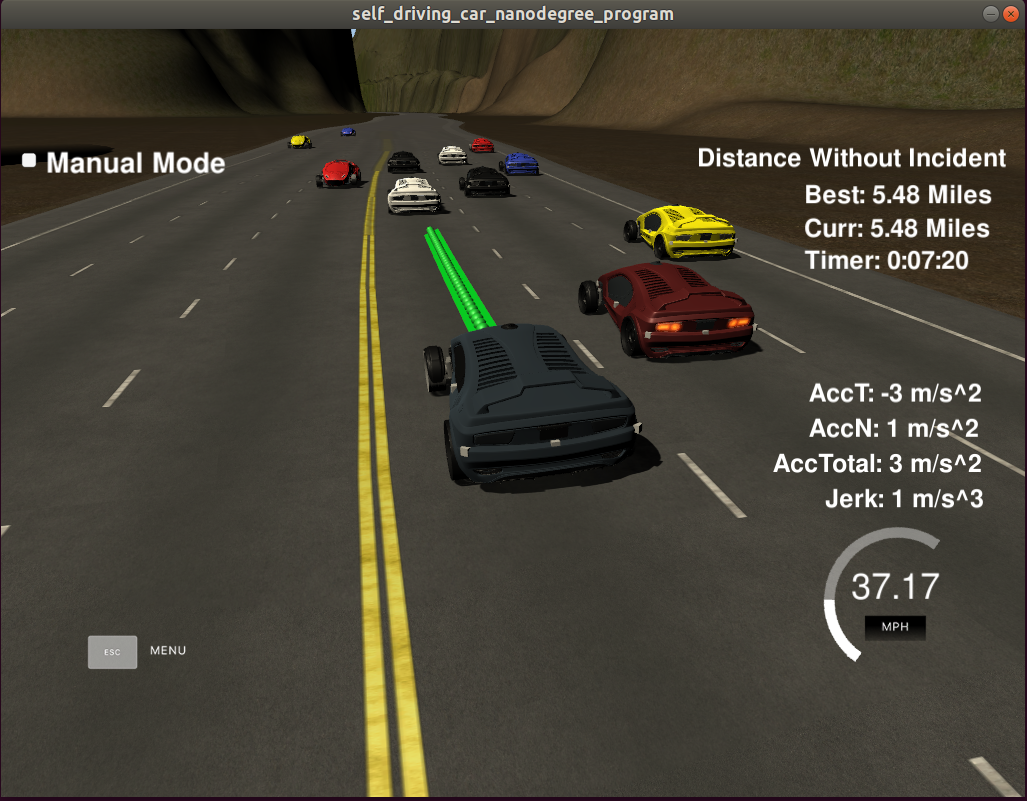 self_driving_car_nanodegree_program
Manual Mode
Distance Without Incident
Best: 5.48 Miles
Curr: 5.48 Miles
Timer: 0:07:20
AccT: -3 m/s^2
AccN: 1 m/s^2
AccTotal: 3 m/s^2
Jerk: 1 m/s^3
37.17
MPH
ESC MENU